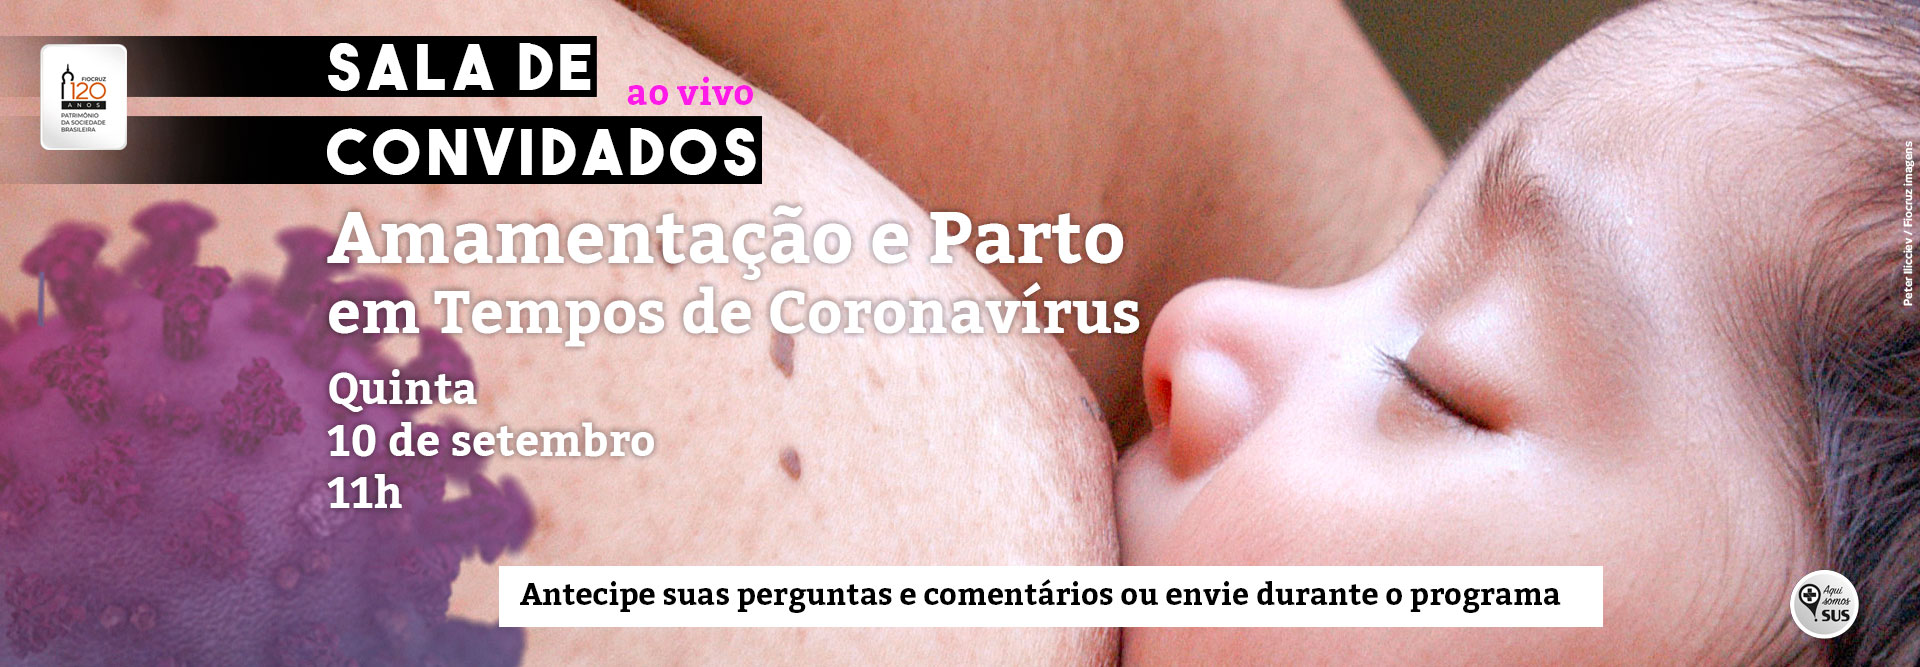 FIOCRUZ
120
ANOS
PATRIMÔNIO
DA SOCIEDADE
BRASILEIRA
SALA DE
ao vivo
CONVIDADOS
Amamentação e Parto
em Tempos de Coronavírus
Quinta
10 de setembro
11h
Antecipe suas perguntas e comentários ou envie durante o programa
Peter Ilicciev / Fiocruz imagens
Aqui
somos
SUS